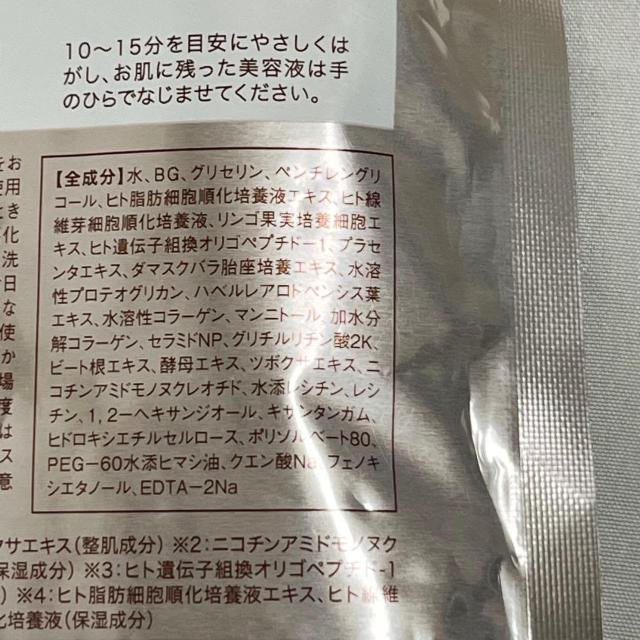 10～15分を目安にやさしくは
がし、お肌に残った美容液は手
のひらでなじませてください。
をお
使用
とき
化
洗
日
な
使
か
場
度
は
ス
意
【全成分】水、BG、グリセリン、ペンチレングリ
コール、ヒト脂肪細胞順化培養液エキス、ヒト線
維芽細胞順化培養液、リンゴ果実培養細胞エ
キス、ヒト遺伝子組換オリゴペプチド-1、プラセ
ンタエキス、ダマスクバラ胎座培養エキス、水溶
性プロテオグリカン、ハベルレアロドペンシス葉
エキス、水溶性コラーゲン、マンニトール、加水分
解コラーゲン、セラミドNP、グリチルリチン酸2K、
ビート根エキス、酵母エキス、ツボクサエキス、ニ
コチンアミドモノヌクレオチド、水添レシチン、レシ
チン、1,2-ヘキサンジオール、キサンタンガム、
ヒドロキシエチルセルロース、ポリソルベート80、
PEG-60水添ヒマシ油、クエン酸Na、フェノキ
シエタノール、EDTA-2Na
クサエキス（整肌成分） ※2：ニコチンアミドモノヌク
保湿成分） ※3：ヒト遺伝子組換オリゴペプチド-1
） ※4：ヒト脂肪細胞順化培養液エキス、ヒト線維
化培養液（保湿成分）